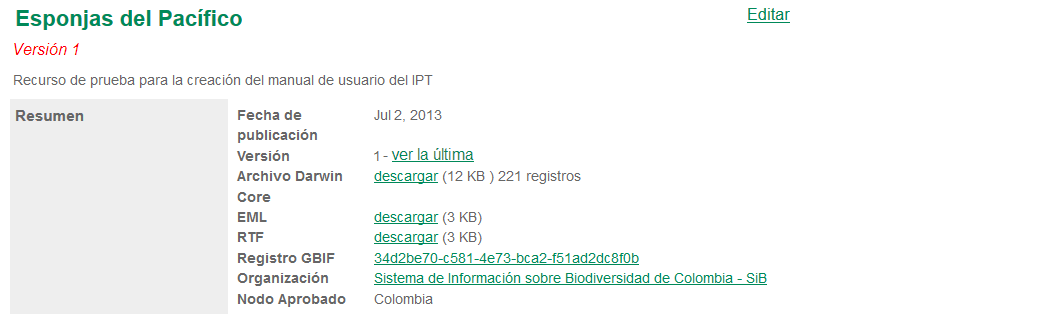 Esponjas del Pacífico
Editar
Versión 1
Recurso de prueba para la creación del manual de usuario del IPT
Resumen
Fecha de publicación
Jul 2, 2013
Versión 1 - ver la última
Archivo Darwin Core
descargar (12 KB ) 221 registros
EML descargar (3 KB)
RTF descargar (3 KB)
Registro GBIF 34d2be70-c581-4e73-bca2-f51ad2dc8f0b
Organización Sistema de Información sobre Biodiversidad de Colombia - SiB
Nodo Aprobado Colombia